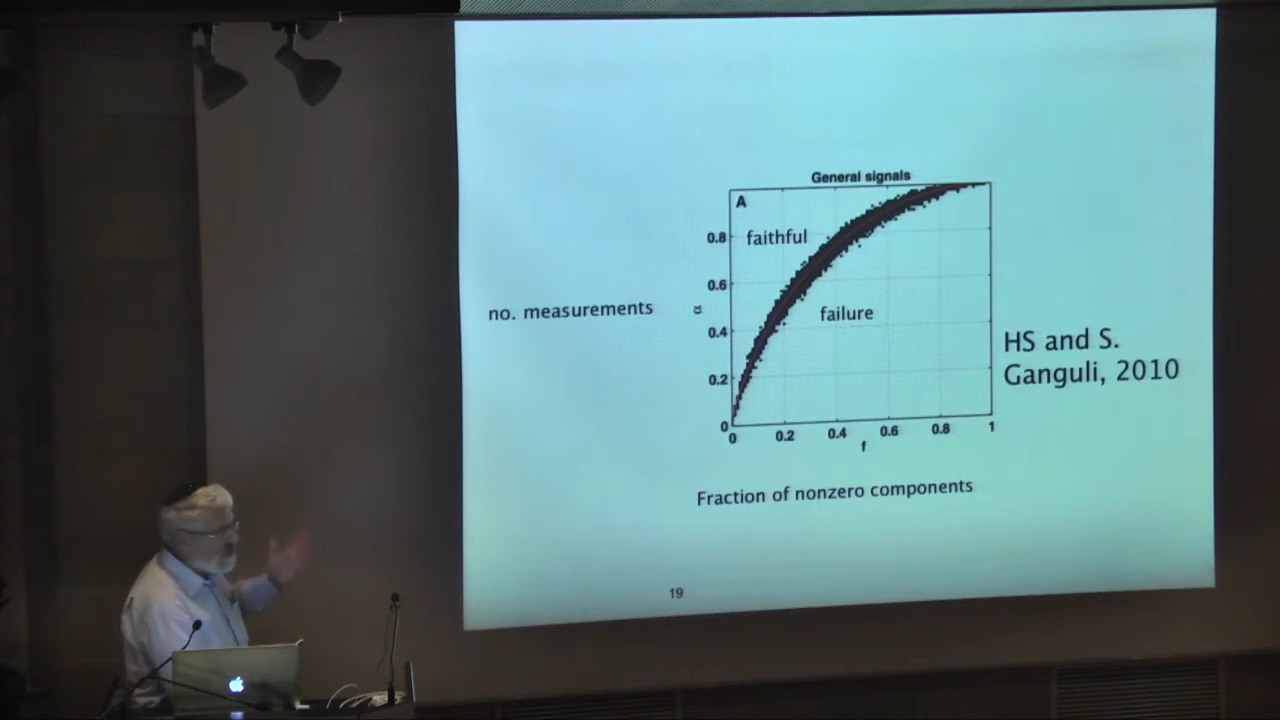 General signals
A
faithful
failure
no. measurements
α
0.8
0.6
0.4
0.2
0
0
0.2
0.4
0.6
0.8
1
f
HS and S.
Ganguli, 2010
Fraction of nonzero components
19